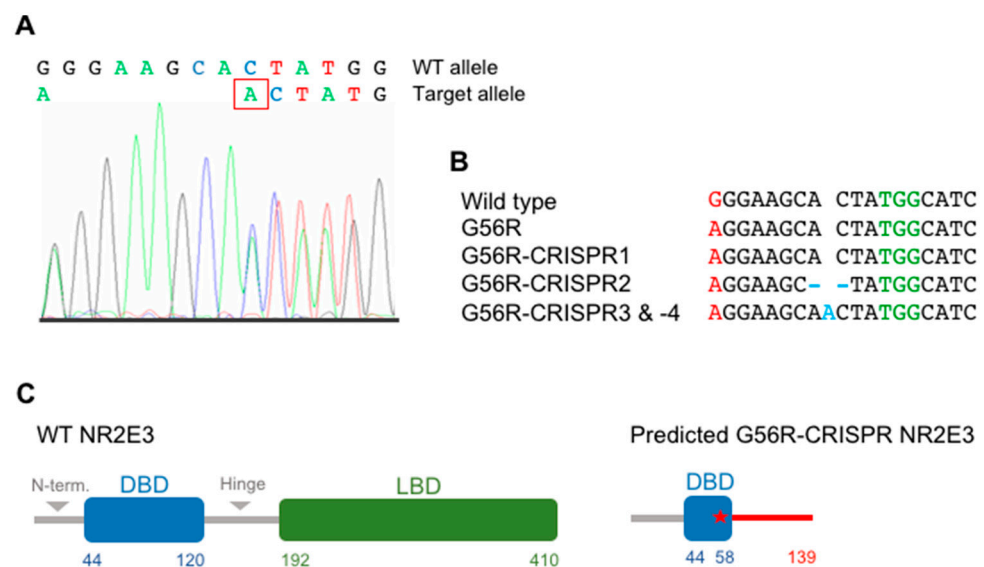 A
G G G A A G C A C T A T G G WT allele
A A C T A T G Target allele
B
Wild type GGGAAGCA CTATGGCATC
G56R AGGAAGCA CTATGGCATC
G56R-CRISPR1 AGGAAGCA CTATGGCATC
G56R-CRISPR2 AGGAAGC- -TATGGCATC
G56R-CRISPR3 & -4 AGGAAGCAACTATGGCATC
C
WT NR2E3
N-term. DBD Hinge LBD
44 120 192 410
Predicted G56R-CRISPR NR2E3
DBD
44 58 139